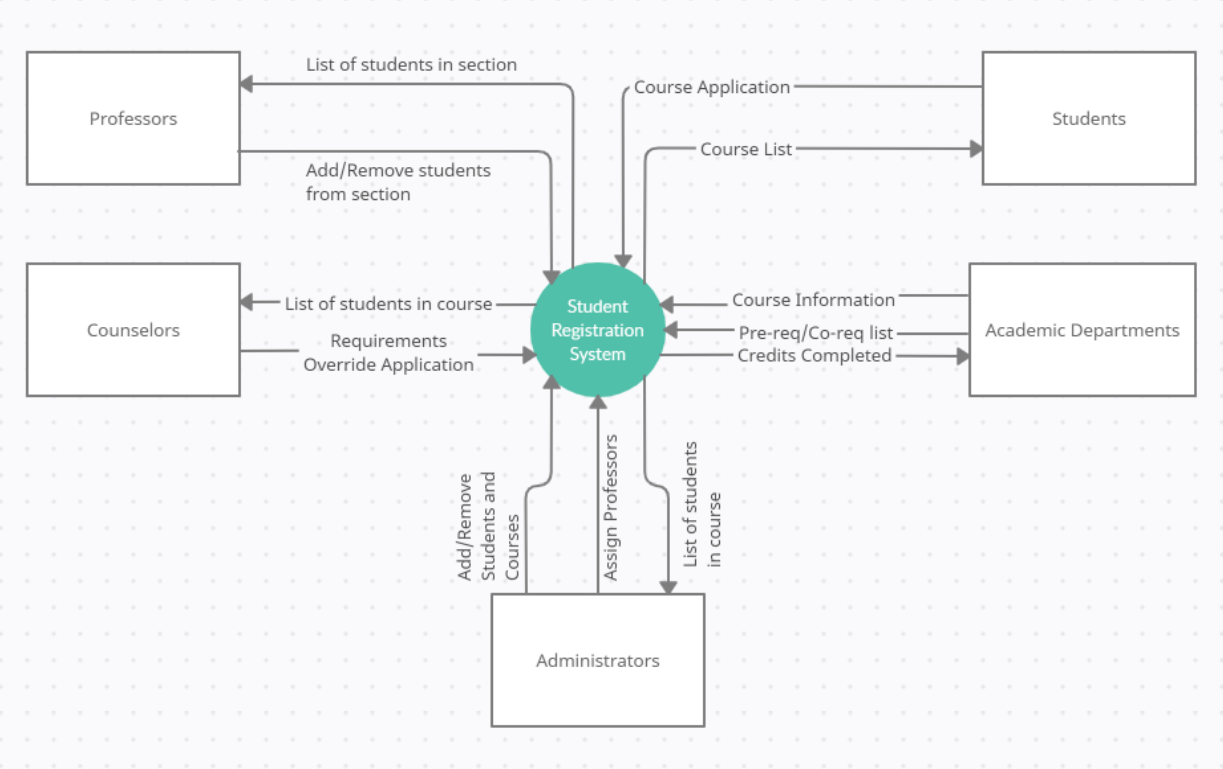 List of students in section
Professors
Add/Remove students
from section
Course Application
Course List
Students
Counselors
List of students in course
Requirements
Override Application
Student
Registration
System
Course Information
Pre-req/Co-req list
Credits Completed
Academic Departments
Add/Remove
Students and
Courses
Assign Professors
List of students
in course
Administrators